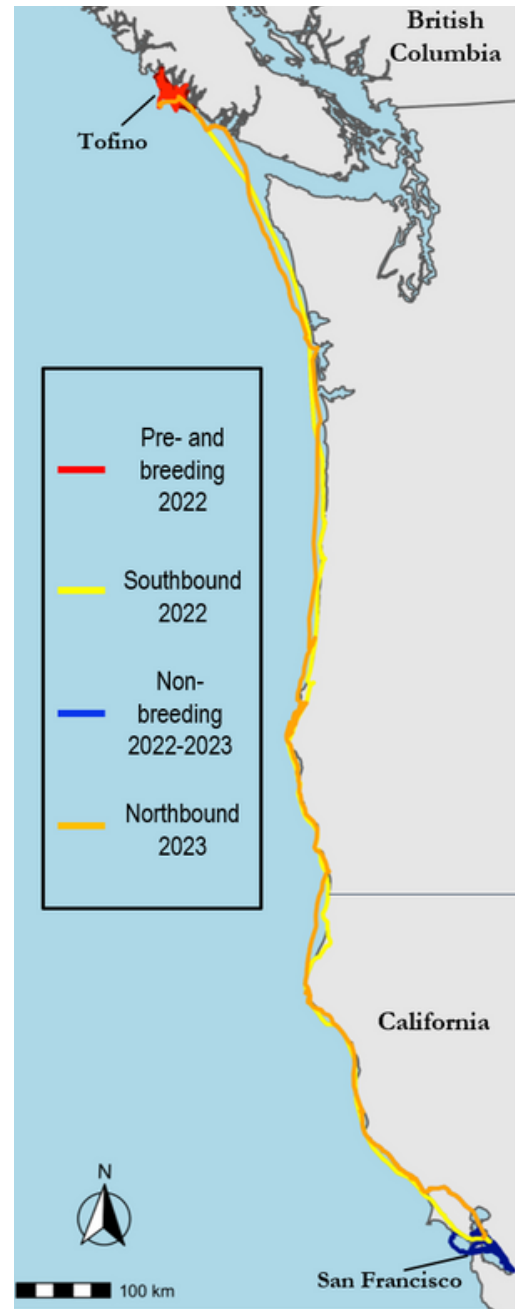 British
Columbia
Tofino
Pre- and
breeding
2022
Southbound
2022
Non-
breeding
2022-2023
Northbound
2023
California
N
San Francisco
100 km